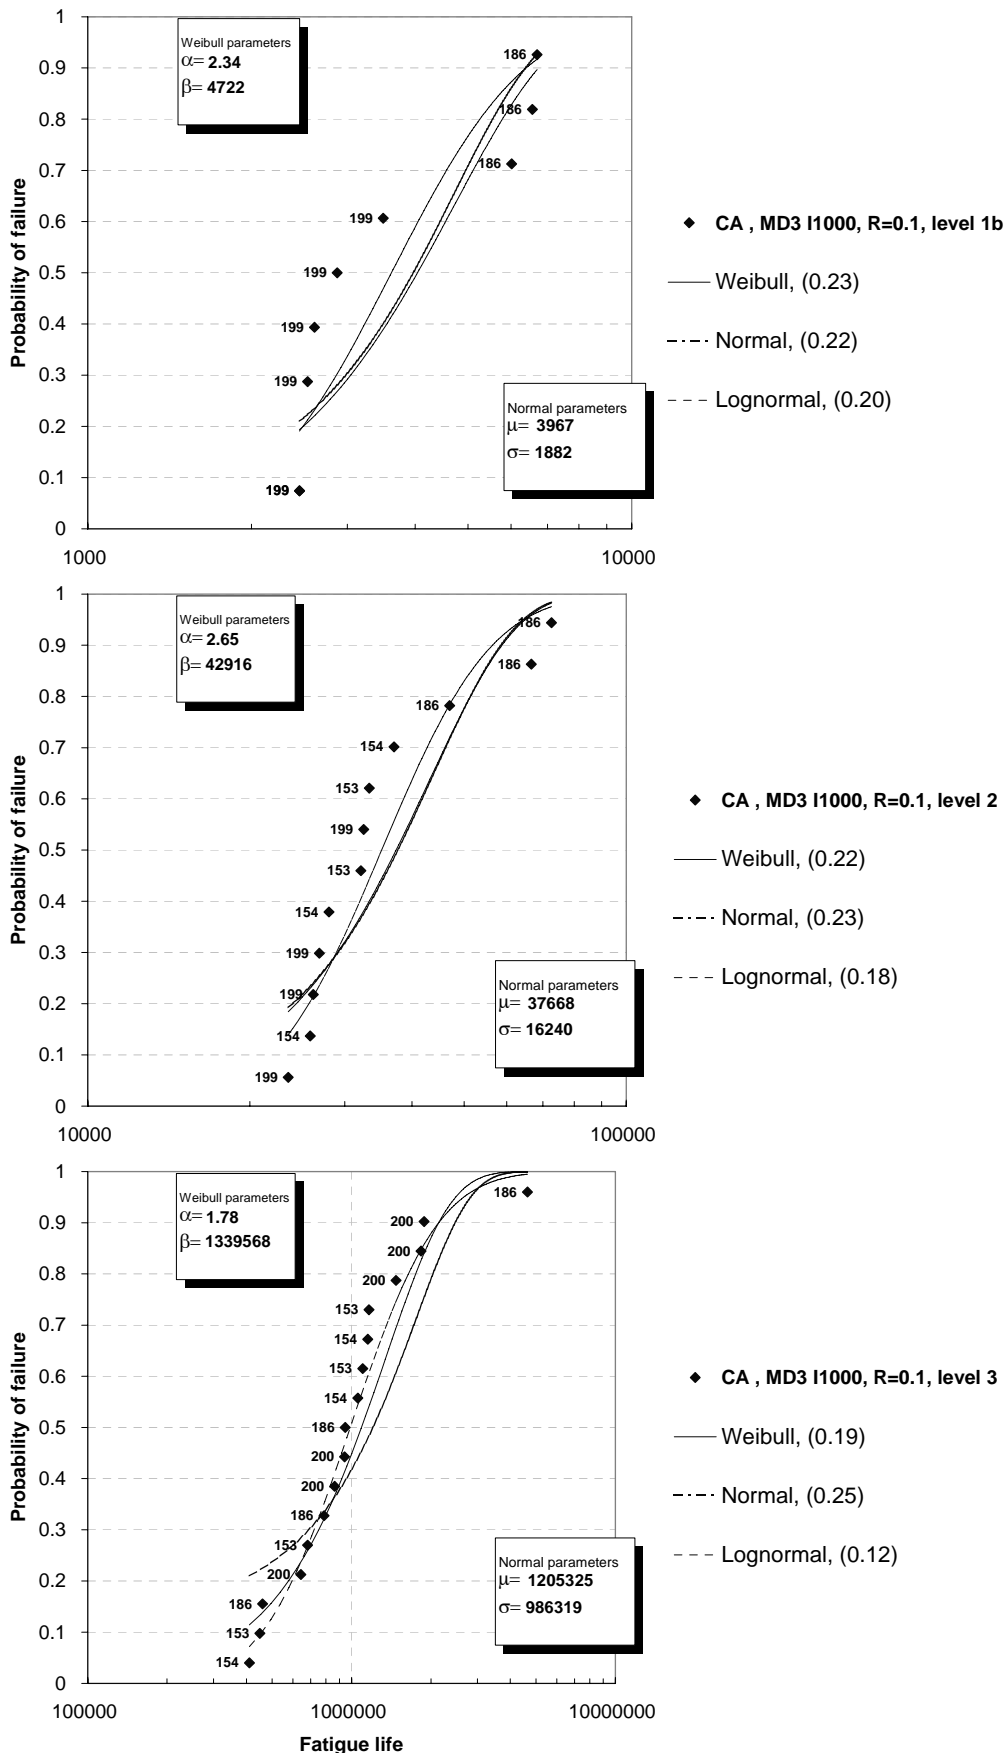 Probability of failure
1
0.9
0.8
0.7
0.6
0.5
0.4
0.3
0.2
0.1
0
Weibull parameters
α= 2.34
β= 4722
186
186
186
199
199
199
199
199
Normal parameters
μ= 3967
σ= 1882
1000
10000
CA , MD3 I1000, R=0.1, level 1b
Weibull, (0.23)
Normal, (0.22)
Lognormal, (0.20)
Probability of failure
1
0.9
0.8
0.7
0.6
0.5
0.4
0.3
0.2
0.1
0
Weibull parameters
α= 2.65
β= 42916
186
186
186
154
153
199
153
154
199
199
154
199
Normal parameters
μ= 37668
σ= 16240
10000
100000
CA , MD3 I1000, R=0.1, level 2
Weibull, (0.22)
Normal, (0.23)
Lognormal, (0.18)
Probability of failure
1
0.9
0.8
0.7
0.6
0.5
0.4
0.3
0.2
0.1
0
Weibull parameters
α= 1.78
β= 1339568
186
200
200
200
153
154
153
154
186
200
200
186
153
200
186
153
154
Normal parameters
μ= 1205325
σ= 986319
100000
1000000
10000000
Fatigue life
CA , MD3 I1000, R=0.1, level 3
Weibull, (0.19)
Normal, (0.25)
Lognormal, (0.12)